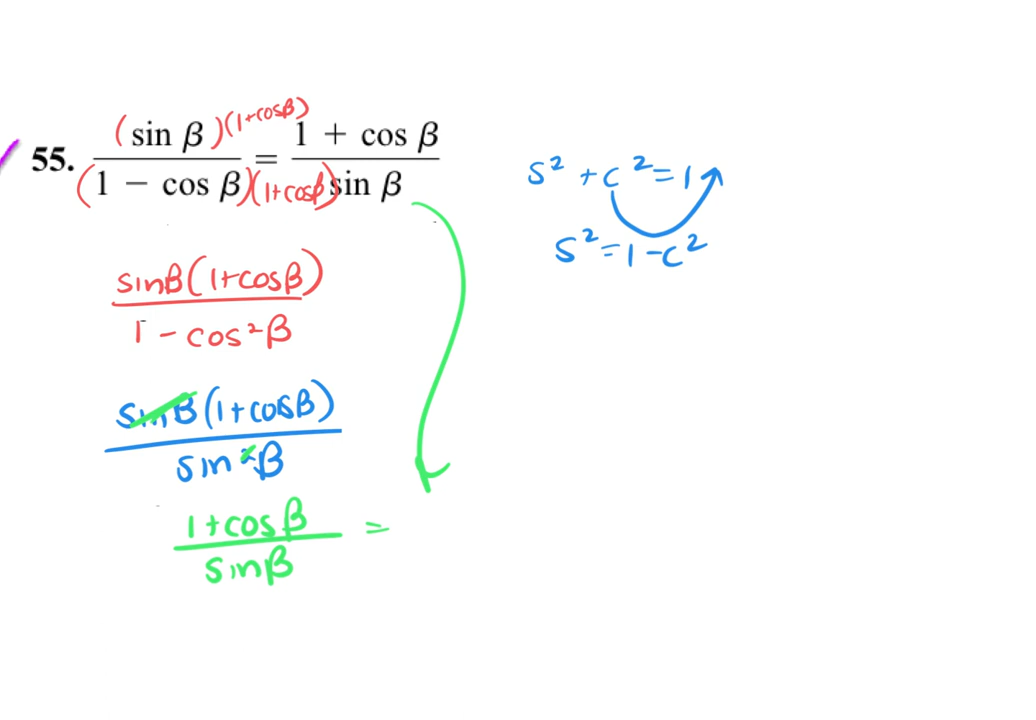 55. (sin β)(1+cosβ) / (1 − cos β)(1+cosβ) = 1 + cos β / sin β
s² + c² = 1
s² = 1 - c²
sinβ(1+cosβ) / 1 - cos²β
sinβ(1+cosβ) / sin²β
1+cosβ / sinβ =